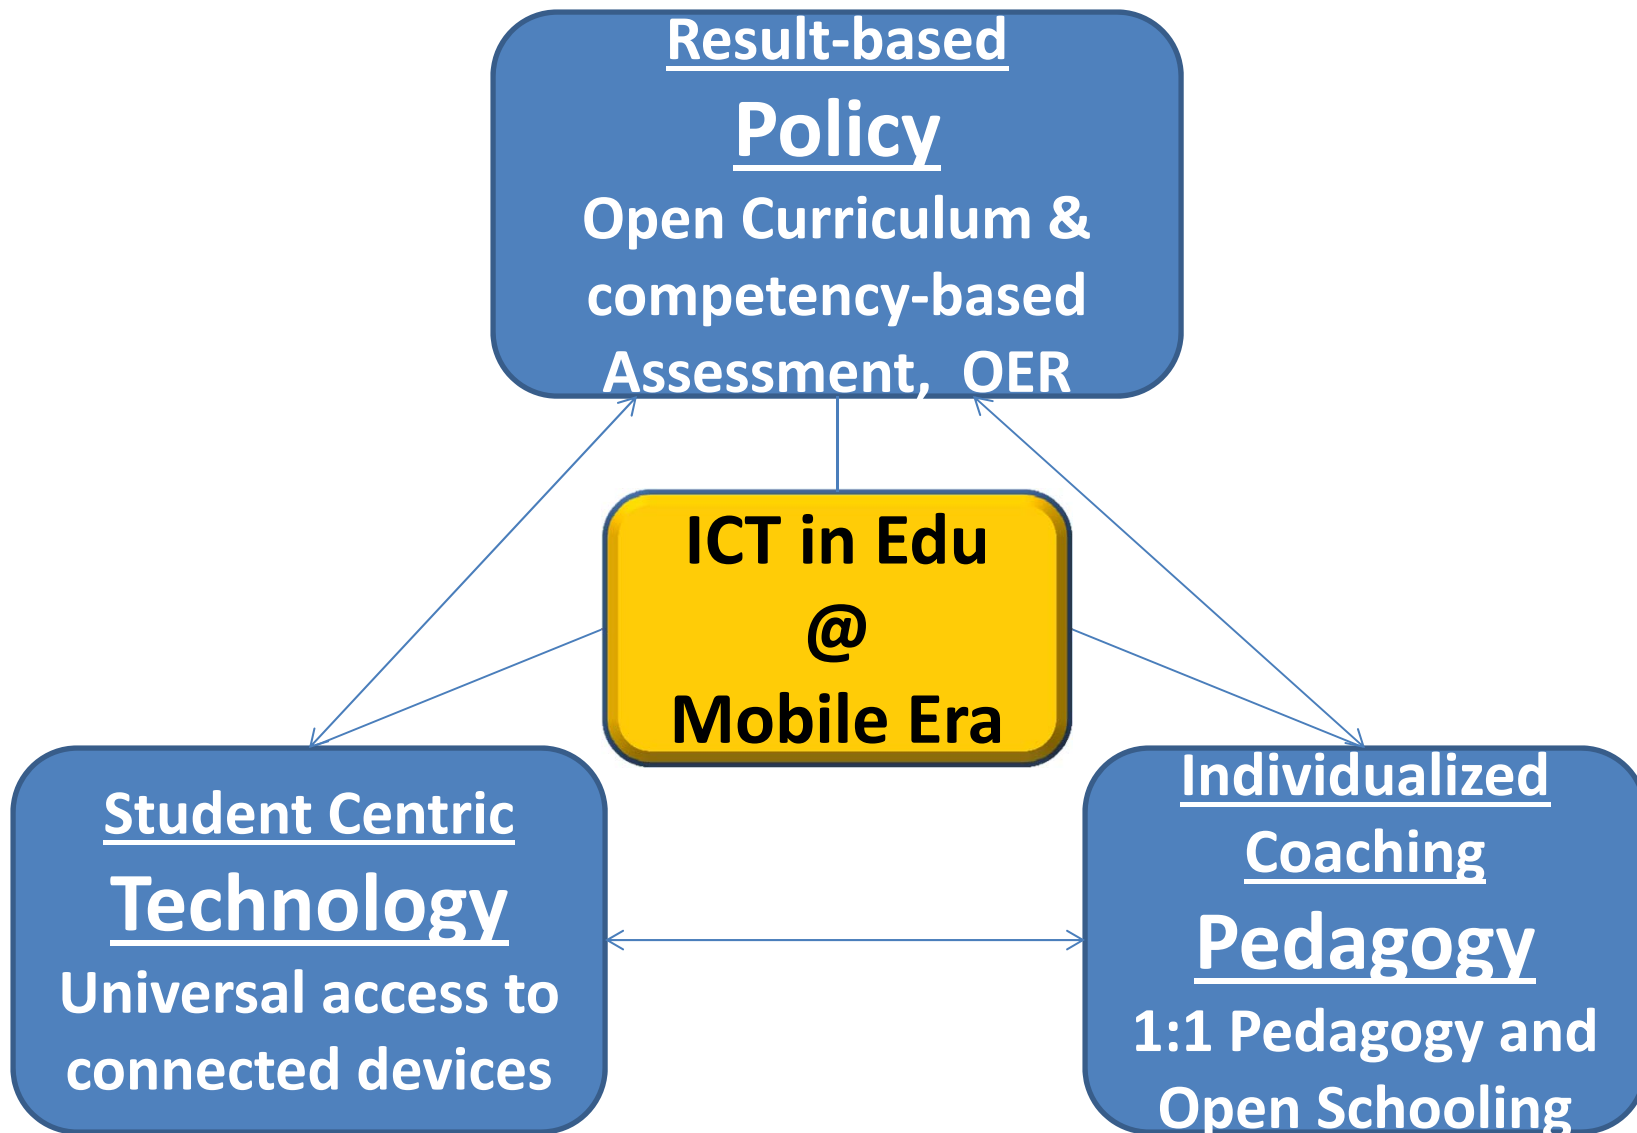 Result-based
Policy
Open Curriculum &
competency-based
Assessment, OER
ICT in Edu
@
Mobile Era
Student Centric
Technology
Universal access to
connected devices
Individualized
Coaching
Pedagogy
1:1 Pedagogy and
Open Schooling